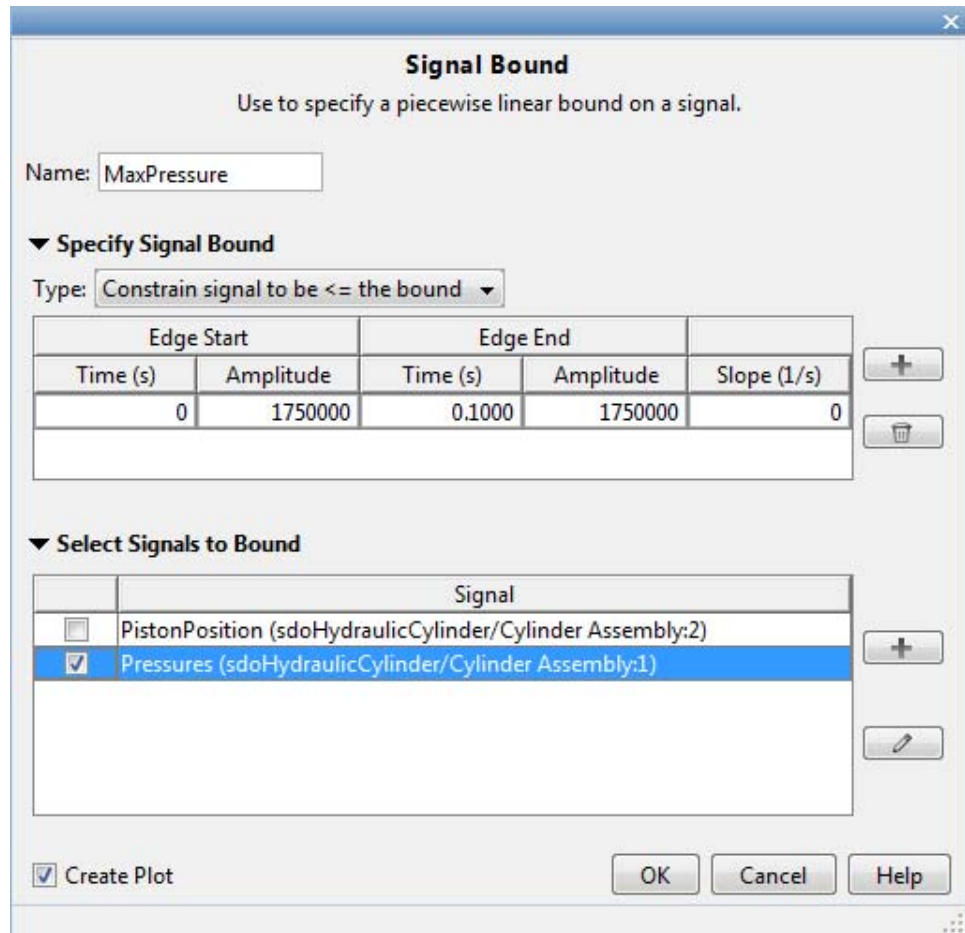 Signal Bound
Use to specify a piecewise linear bound on a signal.
Name: MaxPressure
Specify Signal Bound
Type: Constrain signal to be <= the bound
Edge Start Edge End
Time (s) Amplitude Time (s) Amplitude Slope (1/s)
0 1750000 0.1000 1750000 0
Select Signals to Bound
Signal
PistonPosition (sdoHydraulicCylinder/Cylinder Assembly:2)
Pressures (sdoHydraulicCylinder/Cylinder Assembly:1)
Create Plot OK Cancel Help